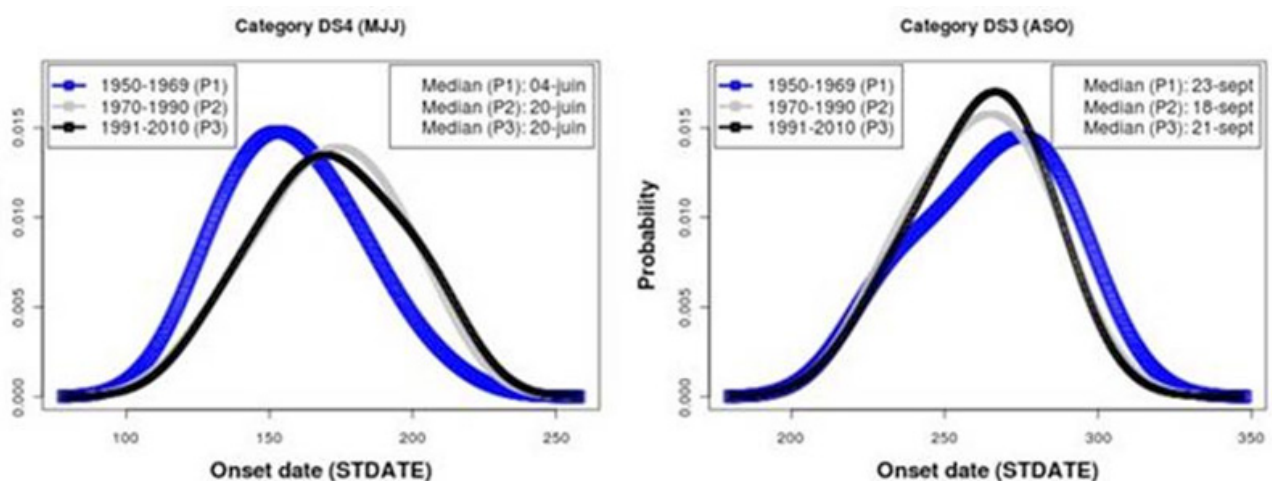 Category DS4 (MJJ)
1950-1969 (P1)
1970-1990 (P2)
1991-2010 (P3)
Median (P1): 04-juin
Median (P2): 20-juin
Median (P3): 20-juin
0.000
0.005
0.010
0.015
100
150
200
250
Onset date (STDATE)
Category DS3 (ASO)
1950-1969 (P1)
1970-1990 (P2)
1991-2010 (P3)
Median (P1): 23-sept
Median (P2): 18-sept
Median (P3): 21-sept
Probability
0.000
0.005
0.010
0.015
200
250
300
350
Onset date (STDATE)